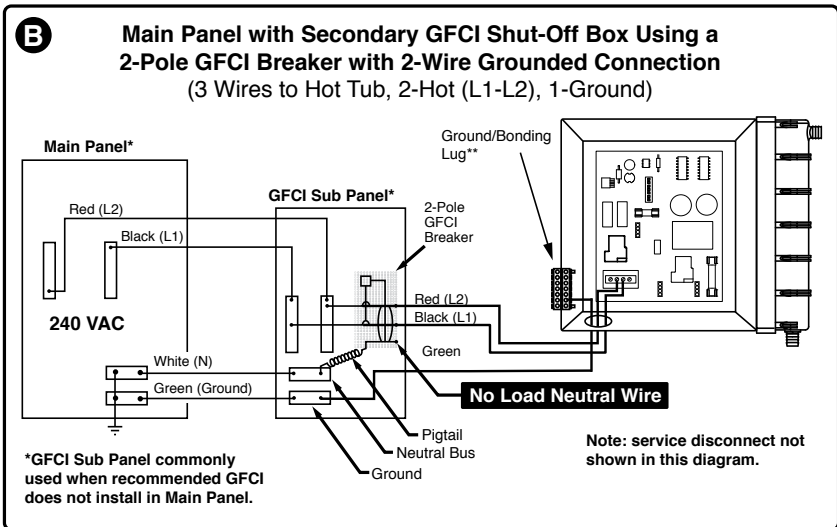 B
Main Panel with Secondary GFCI Shut-Off Box Using a
2-Pole GFCI Breaker with 2-Wire Grounded Connection
(3 Wires to Hot Tub, 2-Hot (L1-L2), 1-Ground)
Main Panel*
Red (L2)
Black (L1)
240 VAC
White (N)
Green (Ground)
GFCI Sub Panel*
2-Pole
GFCI
Breaker
Ground/Bonding
Lug**
Red (L2)
Black (L1)
Green
No Load Neutral Wire
Pigtail
Neutral Bus
Ground
*GFCI Sub Panel commonly
used when recommended GFCI
does not install in Main Panel.
Note: service disconnect not
shown in this diagram.